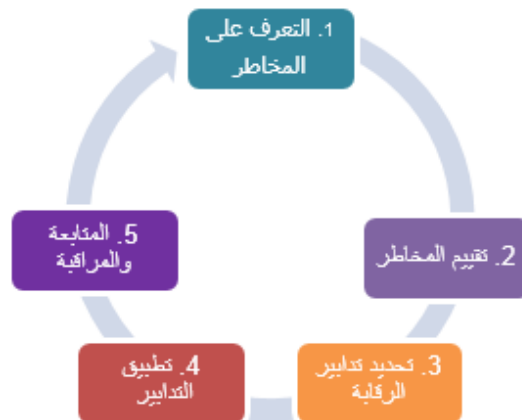 1. التعرف على
المخاطر
2. تقييم المخاطر
3. تحديد تدابير
الرقابة
4. تطبيق
التدابير
5. المتابعة
والمراقبة